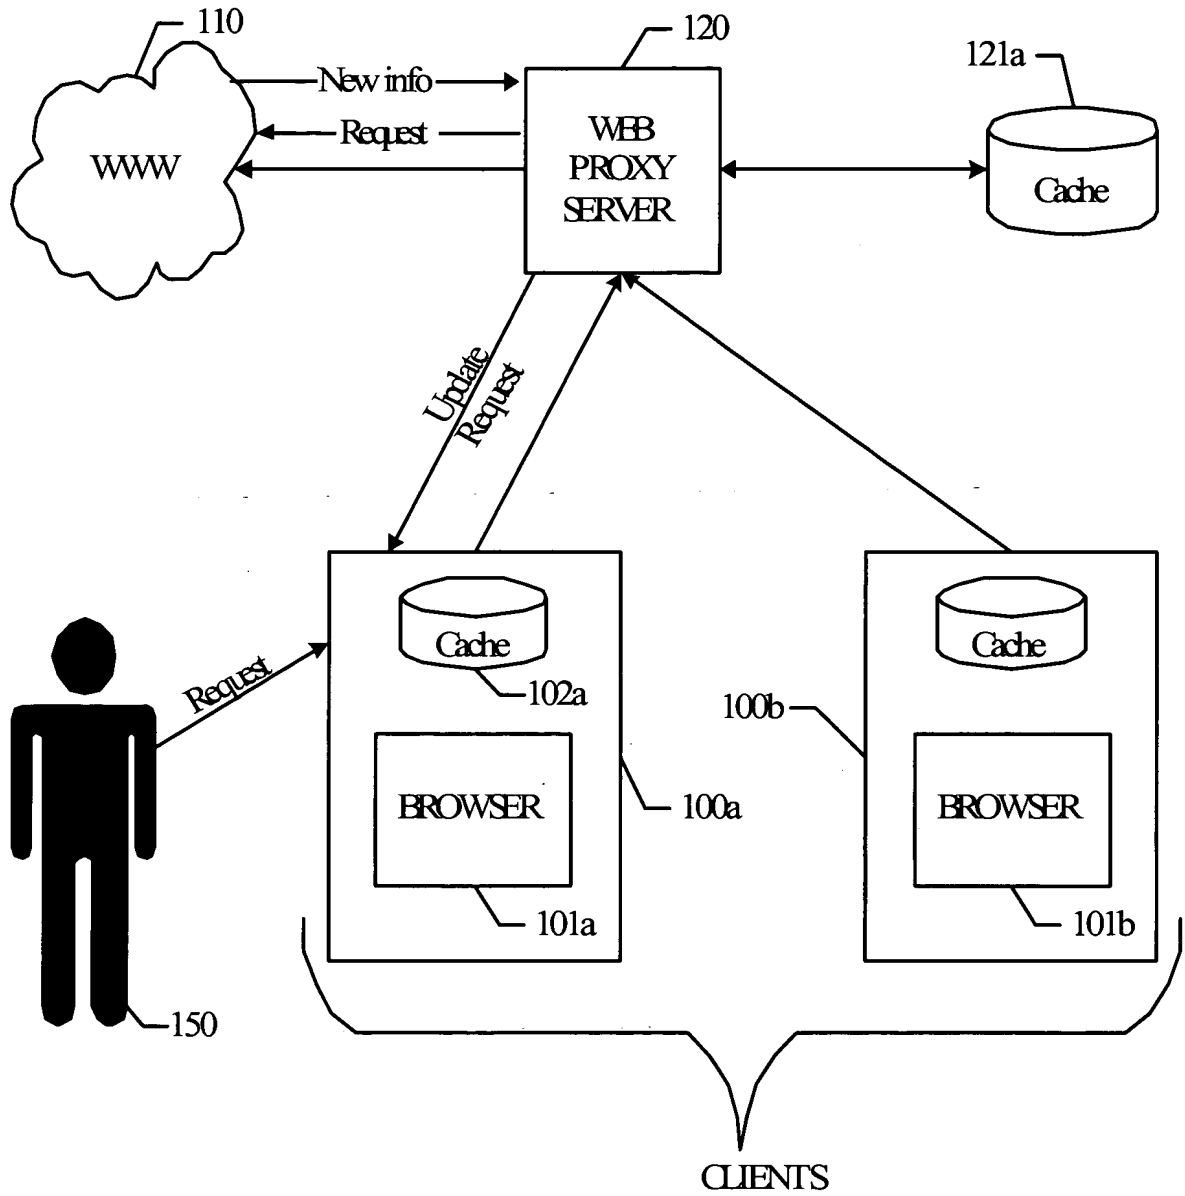 110
120
121a
New info
Request
WWW
WEB
PROXY
SERVER
Cache
Update
Request
Cache
Cache
Request
102a
100b
BROWSER
100a
BROWSER
101a
101b
150
CLIENTS